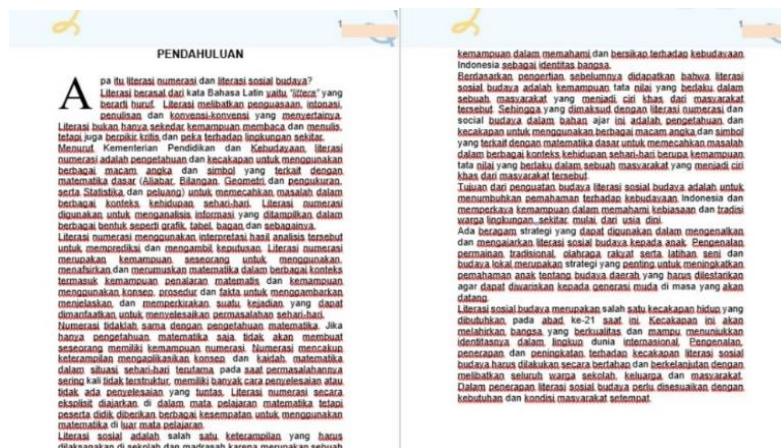 1
PENDAHULUAN
Apa itu literasi numerasi dan literasi sosial budaya?
Literasi berasal dari kata Bahasa Latin yaitu "littera" yang
berarti huruf. Literasi melibatkan penguasaan, intonasi,
penulisan dan konvensi-konvensi yang menyertainya.
Literasi bukan hanya sekedar kemampuan membaca dan menulis,
tetapi juga berpikir kritis dan peka terhadap lingkungan sekitar.
Menurut Kementerian Pendidikan dan Kebudayaan, literasi
numerasi adalah pengetahuan dan kecakapan untuk menggunakan
berbagai macam angka dan simbol yang terkait dengan
matematika dasar (Aljabar, Bilangan, Geometri dan pengukuran,
serta Statistika dan peluang) untuk memecahkan masalah dalam
berbagai konteks kehidupan sehari-hari. Literasi numerasi
digunakan untuk menganalisis informasi yang ditampilkan dalam
berbagai bentuk seperti grafik, tabel, bagan dan sebagainya.
Literasi numerasi menggunakan interpretasi hasil analisis tersebut
untuk memprediksi dan mengambil keputusan. Literasi numerasi
merupakan kemampuan seseorang untuk menggunakan,
menafsirkan dan merumuskan matematika dalam berbagai konteks
termasuk kemampuan penalaran matematis dan kemampuan
menggunakan konsep, prosedur dan fakta untuk menggambarkan
menjelaskan dan memperkirakan suatu kejadian yang dapat
dimanfaatkan untuk menyelesaikan permasalahan sehari-hari.
Numerasi tidaklah sama dengan pengetahuan matematika. Jika
hanya pengetahuan matematika saja tidak akan membuat
seseorang memiliki kemampuan numerasi. Numerasi mencakup
keterampilan mengaplikasikan konsep dan kaidah matematika
dalam situasi sehari-hari terutama pada saat permasalahannya
sering kali tidak terstruktur, memiliki banyak cara penyelesaian atau
tidak ada penyelesaian yang tuntas. Literasi numerasi secara
eksplisit diajarkan di dalam mata pelajaran matematika tetapi
peserta didik diberikan berbagai kesempatan untuk menggunakan
matematika di luar mata pelajaran.
Literasi sosial adalah salah satu keterampilan yang harus
dilaksanakan di sekolah dan madrasah karena merupakan sebuah
1
kemampuan dalam memahami dan bersikap terhadap kebudayaan
Indonesia sebagai identitas bangsa.
Berdasarkan pengertian sebelumnya didapatkan bahwa literasi
sosial budaya adalah kemampuan tata nilai yang berlaku dalam
sebuah masyarakat yang menjadi ciri khas dari masyarakat
tersebut. Sehingga yang dimaksud dengan literasi numerasi dan
social budaya dalam bahan ajar ini adalah pengetahuan dan
kecakapan untuk menggunakan berbagai macam angka dan simbol
yang terkait dengan matematika dasar untuk memecahkan masalah
dalam berbagai konteks kehidupan sehari-hari berupa kemampuan
tata nilai yang berlaku dalam sebuah masyarakat yang menjadi ciri
khas dari masyarakat tersebut.
Tujuan dari penguatan budaya literasi sosial budaya adalah untuk
menumbuhkan pemahaman terhadap kebudayaan Indonesia dan
memperkaya kemampuan dalam memahami kebiasaan dan tradisi
warga lingkungan sekitar mulai dari usia dini.
Ada beragam strategi yang dapat digunakan dalam mengenalkan
dan mengajarkan literasi sosial budaya kepada anak. Pengenalan
permainan tradisional, olahraga rakyat serta latihan seni dan
budaya lokal merupakan strategi yang penting untuk meningkatkan
pemahaman anak tentang budaya daerah yang harus dilestarikan
agar dapat diwariskan kepada generasi muda di masa yang akan
datang.
Literasi sosial budaya merupakan salah satu kecakapan hidup yang
dibutuhkan pada abad ke-21 saat ini. Kecakapan ini akan
melahirkan bangsa yang berkualitas dan mampu menunjukkan
identitasnya dalam lingkup dunia internasional. Pengenalan,
penerapan dan peningkatan terhadap kecakapan literasi sosial
budaya harus dilakukan secara bertahap dan berkelanjutan dengan
melibatkan seluruh warga sekolah, keluarga dan masyarakat.
Dalam penerapan literasi sosial budaya perlu disesuaikan dengan
kebutuhan dan kondisi masyarakat setempat.